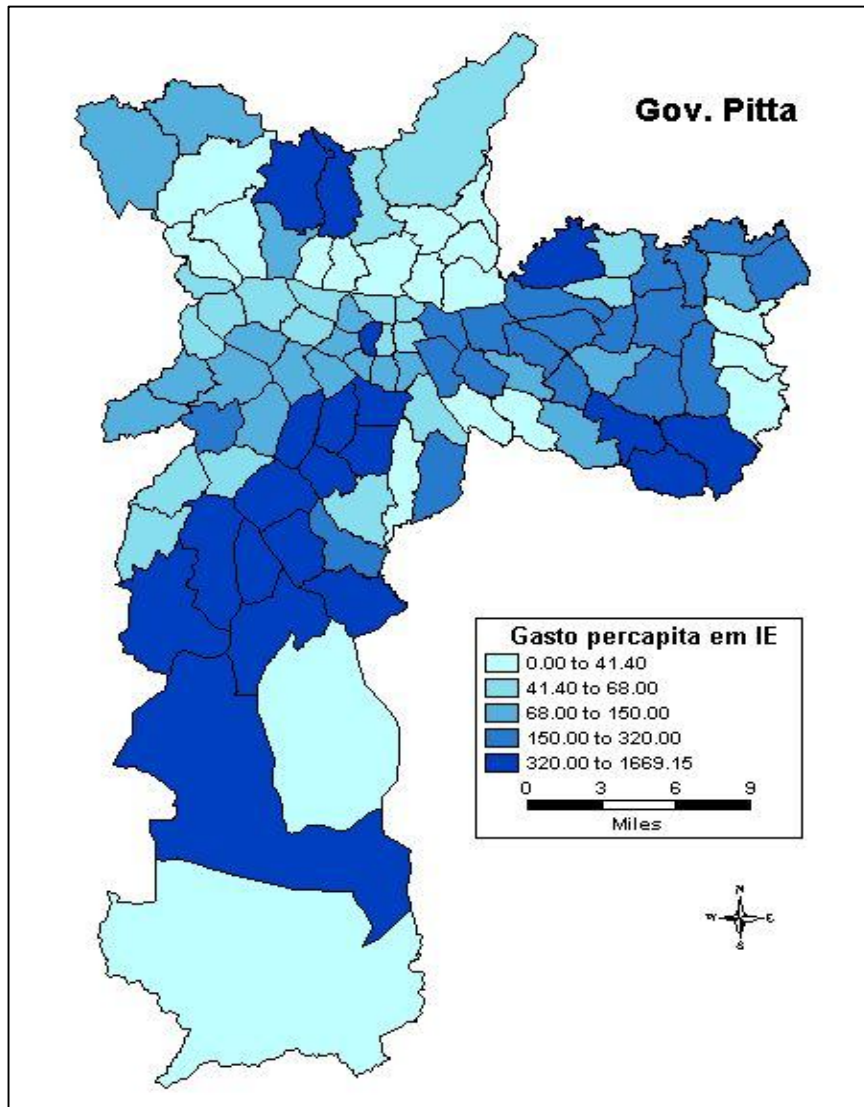 Gov. Pitta
Gasto percapita em IE
0.00 to 41.40
41.40 to 68.00
68.00 to 150.00
150.00 to 320.00
320.00 to 1669.15
0 3 6 9
Miles
N
W E
S